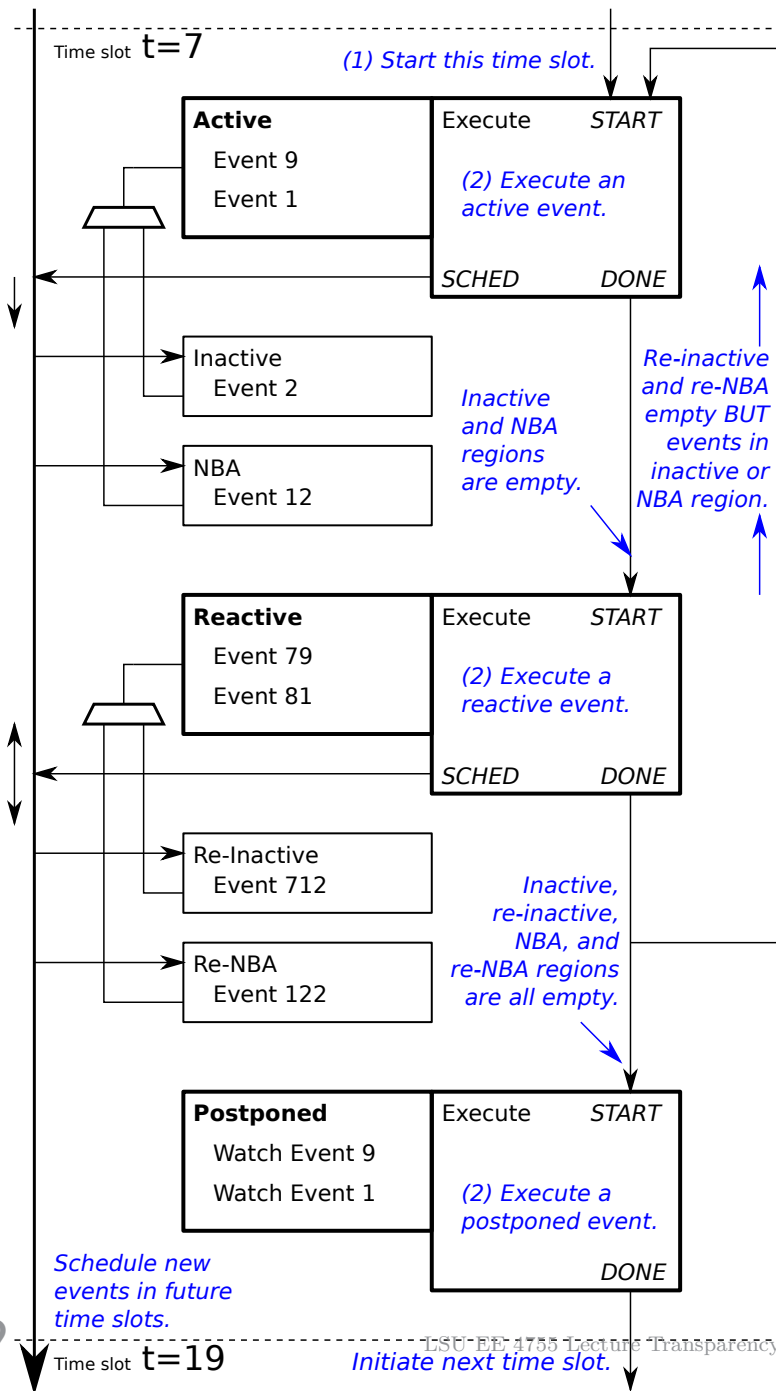 Time slot t=7
(1) Start this time slot.
Active
Event 9
Event 1
Execute START
(2) Execute an
active event.
SCHED DONE
Inactive
Event 2
NBA
Event 12
Inactive
and NBA
regions
are empty.
Re-inactive
and re-NBA
empty BUT
events in
inactive or
NBA region.
Reactive
Event 79
Event 81
Execute START
(2) Execute a
reactive event.
SCHED DONE
Re-Inactive
Event 712
Re-NBA
Event 122
Inactive,
re-inactive,
NBA, and
re-NBA regions
are all empty.
Postponed
Watch Event 9
Watch Event 1
Execute START
(2) Execute a
postponed event.
DONE
Schedule new
events in future
time slots.
LSU EE 4755 Lecture Transparency
Time slot t=19
Initiate next time slot.